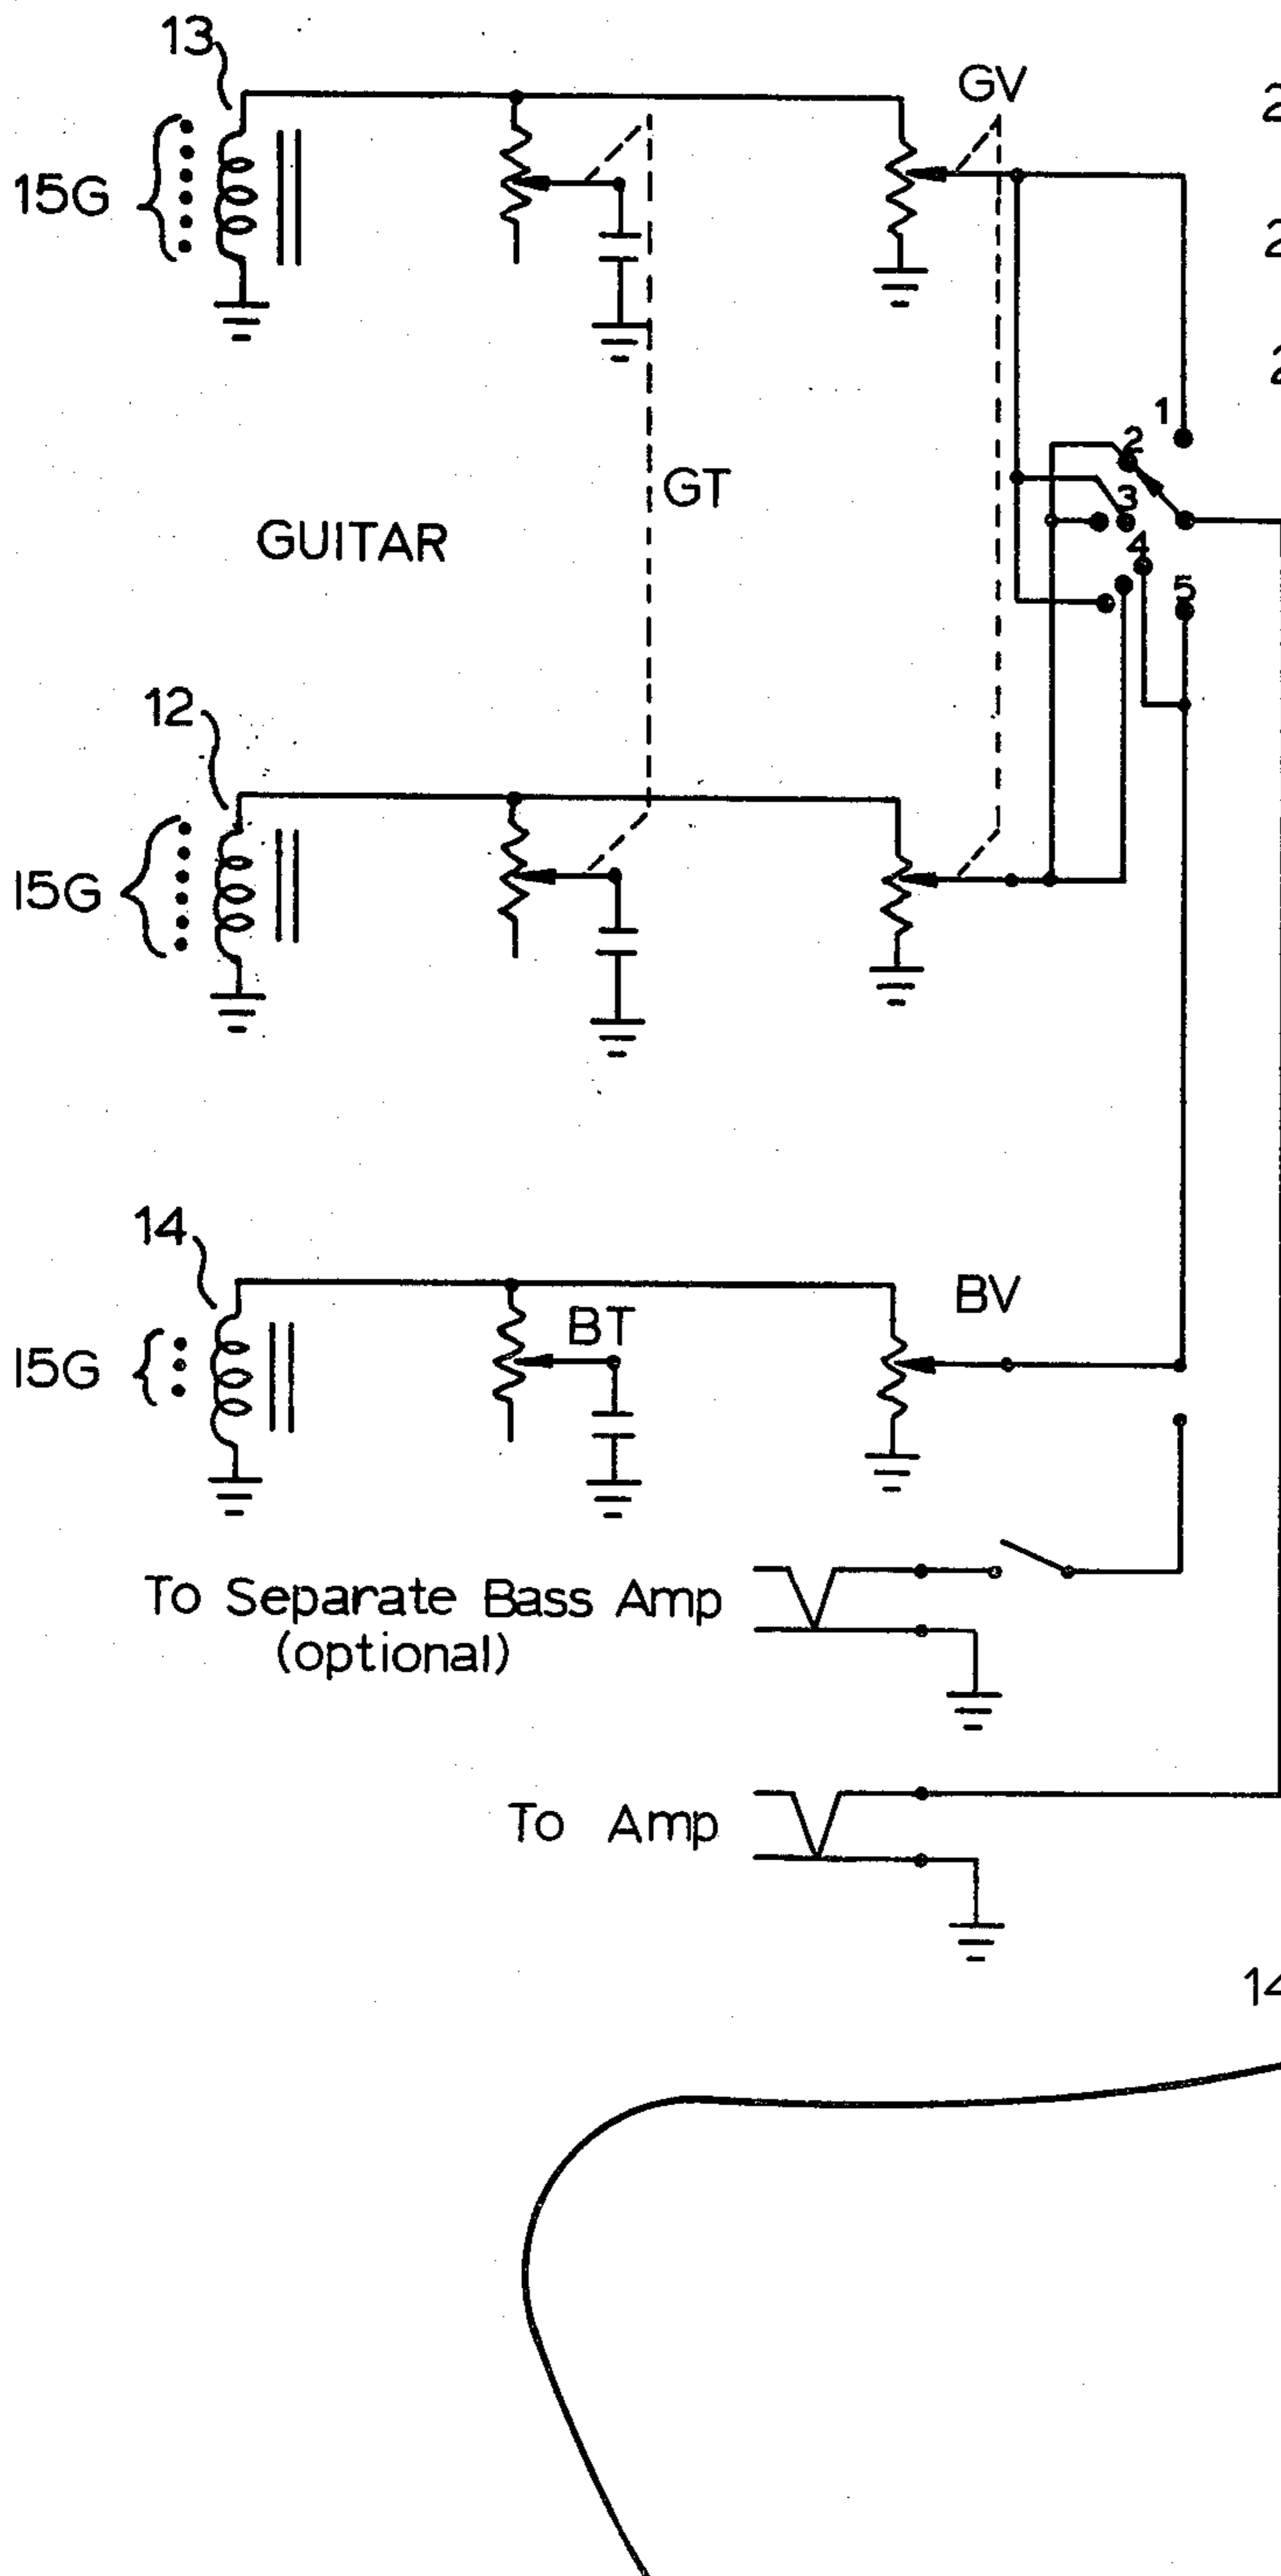 13
GV
15G
1
2
GT
3
GUITAR
4
5
12
15G
14
BV
BT
15G
To Separate Bass Amp
(optional)
To Amp